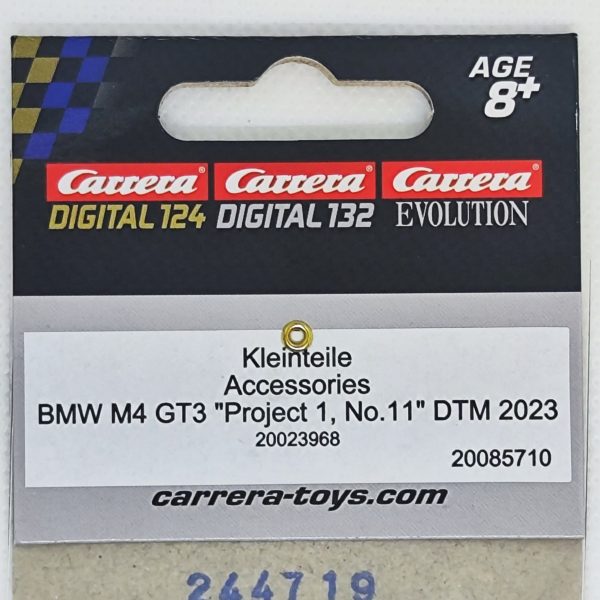 AGE
8+
Carrera® Carrera® Carrera®
DIGITAL 124 DIGITAL 132 EVOLUTION
Kleinteile
Accessories
BMW M4 GT3 "Project 1, No.11" DTM 2023
20023968
20085710
carrera-toys.com
244719